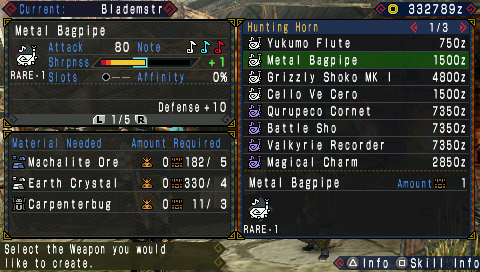 Current: Blademstr
332789z
Metal Bagpipe
Attack 80 Note
Shrpnss +1
RARE-1 Slots ●-- Affinity 0%
Defense+10
L 1/5 R
Material Needed Amount Required
Machalite Ore 0 182/ 5
Earth Crystal 0 330/ 4
Carpenterbug 0 11/ 3
Hunting Horn 1/3
Yukumo Flute 750z
Metal Bagpipe 1500z
Grizzly Shoko MK I 4800z
Cello Ve Cero 1500z
Qurupeco Cornet 7350z
Battle Sho 7350z
Valkyrie Recorder 7350z
Magical Charm 2850z
Metal Bagpipe Amount 1
RARE-1
Select the Weapon you would
like to create.
Info Skill Info